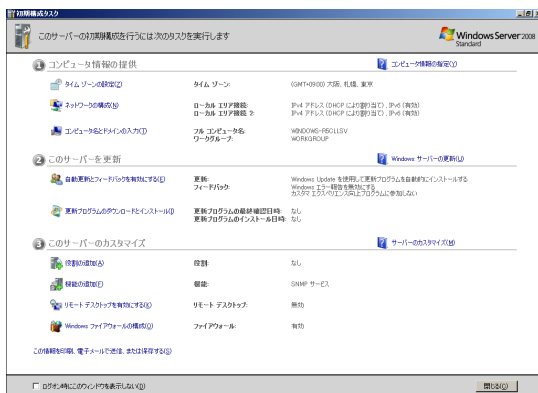 初期構成タスク
このサーバーの初期構成を行うには次のタスクを実行します
Windows Server 2008
Standard
1 コンピュータ情報の提供
コンピュータ情報の指定(Y)
タイム ゾーンの設定(Z)
タイム ゾーン:
(GMT+09:00) 大阪、札幌、東京
ネットワークの構成(N)
ローカル エリア接続:
IPv4 アドレス (DHCP により割り当て)、IPv6 (有効)
ローカル エリア接続 2:
IPv4 アドレス (DHCP により割り当て)、IPv6 (有効)
コンピュータ名とドメインの入力(T)
フル コンピュータ名:
ワークグループ:
WORKGROUP
2 このサーバーを更新
Windows サーバーの更新(U)
自動更新とフィードバックを有効にする(E)
更新:
Windows Update を使用して更新プログラムを自動的にインストールする
フィードバック:
Windows エラー報告を無効にする
カスタマ エクスペリエンス向上プログラムに参加しない
更新プログラムのダウンロードとインストール(I)
更新プログラムの最終確認日時:
なし
更新プログラムのインストール日時:
なし
3 このサーバーのカスタマイズ
サーバーのカスタマイズ(M)
役割の追加(A)
役割:
なし
機能の追加(F)
機能:
SNMP サービス
リモート デスクトップを有効にする(K)
リモート デスクトップ:
無効
Windows ファイアウォールの構成(O)
ファイアウォール:
有効
この情報を印刷、電子メールで送信、または保存する(S)
ログオン時にこのウィンドウを表示しない(D)
閉じる(C)